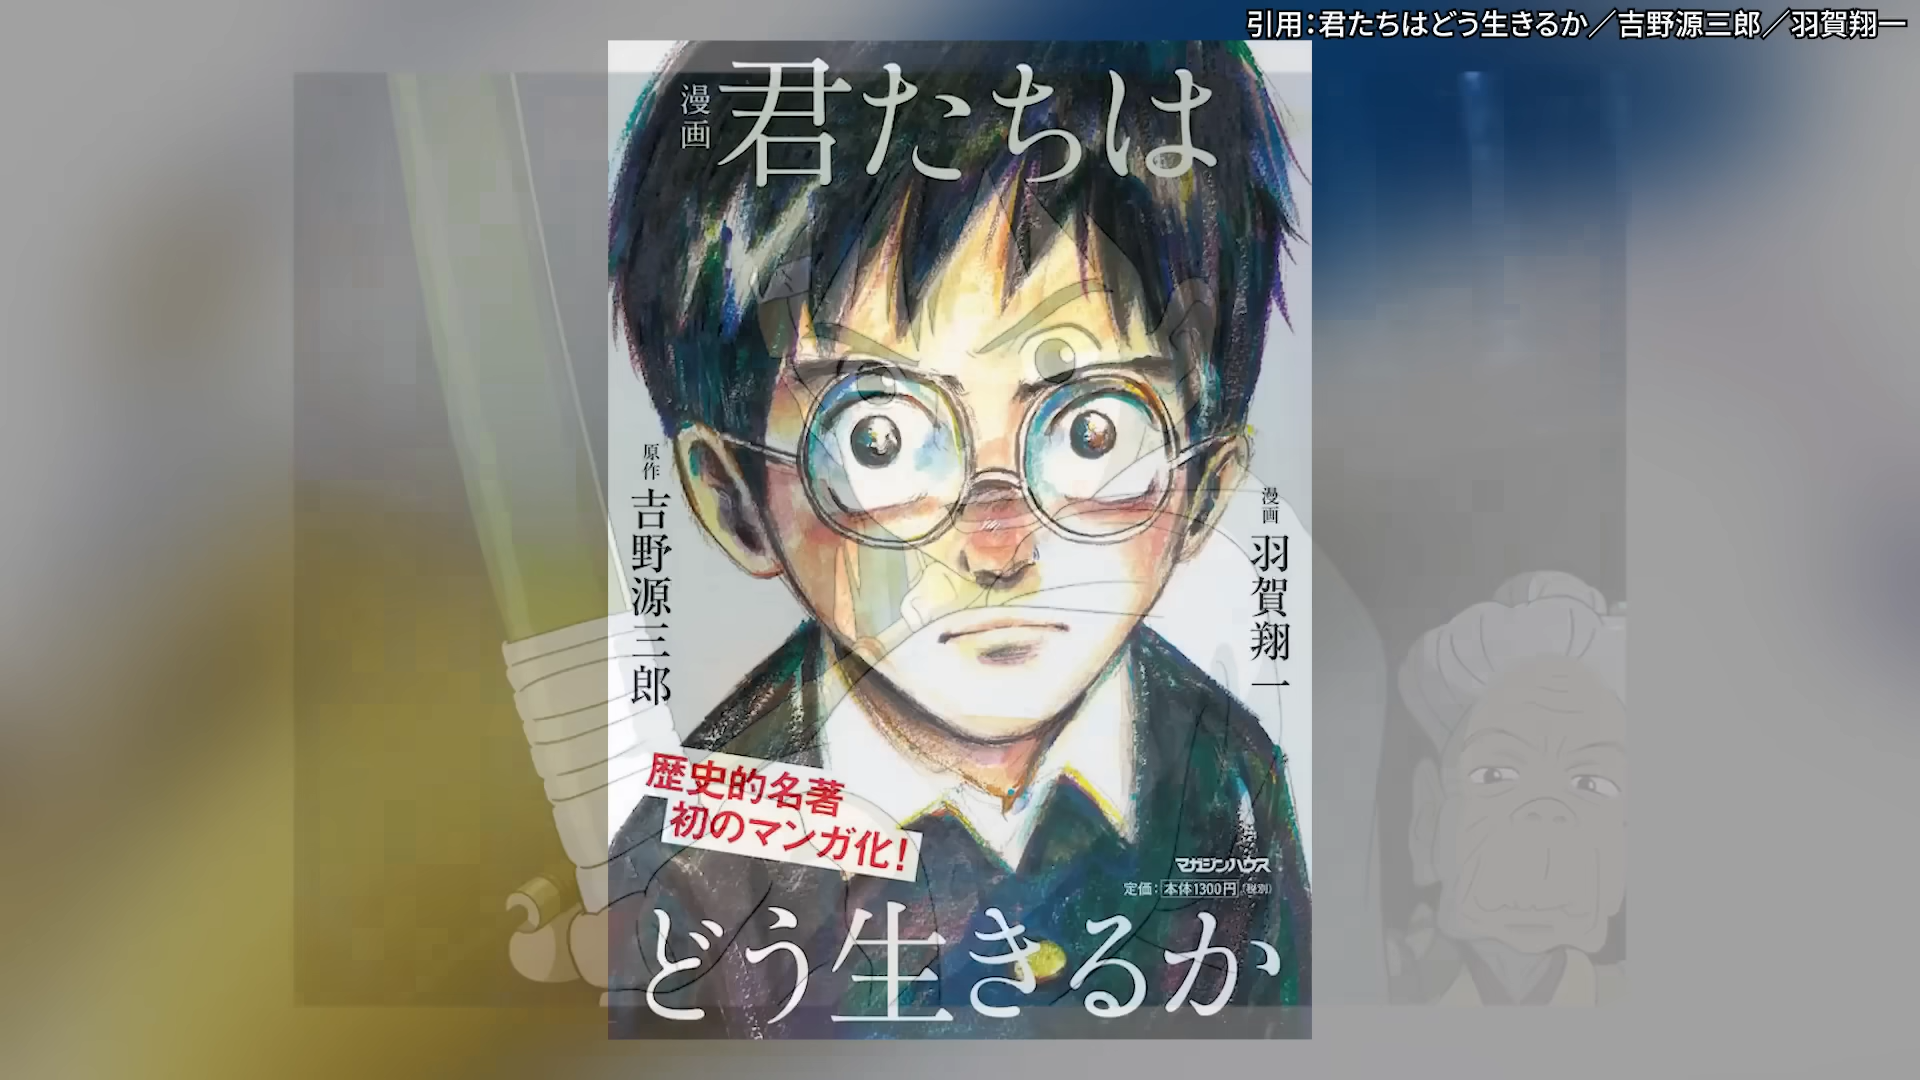 引用：君たちはどう生きるか／吉野源三郎／羽賀翔一
漫画
君たちは
原作
吉野源三郎
漫画
羽賀翔一
歴史的名著
初のマンガ化！
マガジンハウス
定価：本体1300円（税別）
どう生きるか